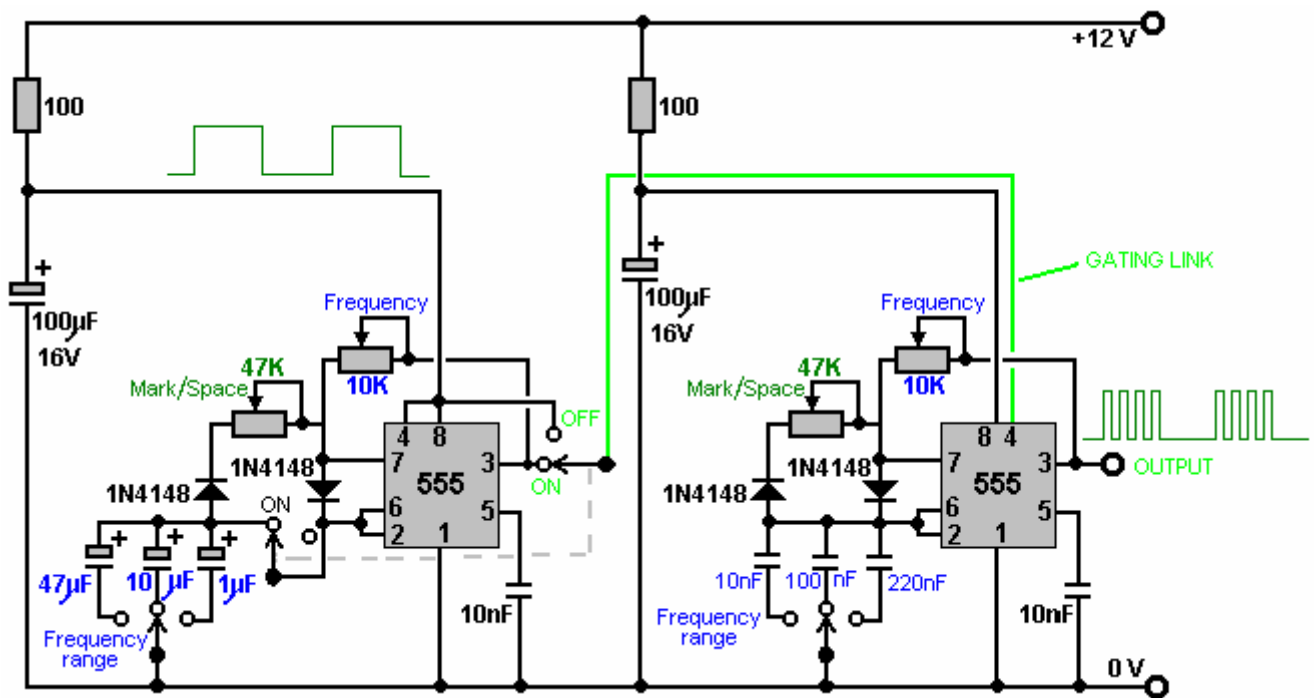 +12 V
100
100
GATING LINK
100µF
16V
100µF
16V
Frequency
10K
47K
Mark/Space
Frequency
10K
47K
Mark/Space
OFF
ON
4 8
7
3
555
6
5
2
1
8 4
7
3
555
6
5
2
1
OUTPUT
1N4148
1N4148
ON
1N4148
1N4148
47µF
10 µF
1µF
Frequency
range
10nF
10nF
100 nF
220nF
Frequency
range
10nF
0 V